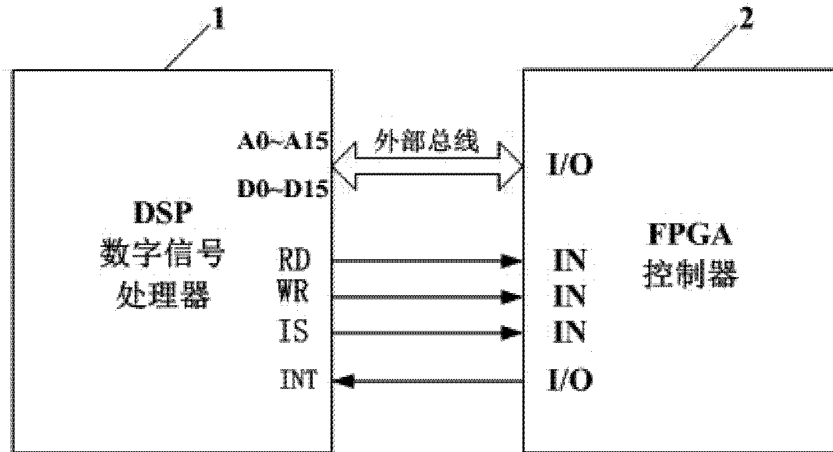 1
2
A0~A15
外部总线
I/O
D0~D15
DSP
数字信号
处理器
FPGA
控制器
RD
IN
WR
IN
IS
IN
INT
I/O